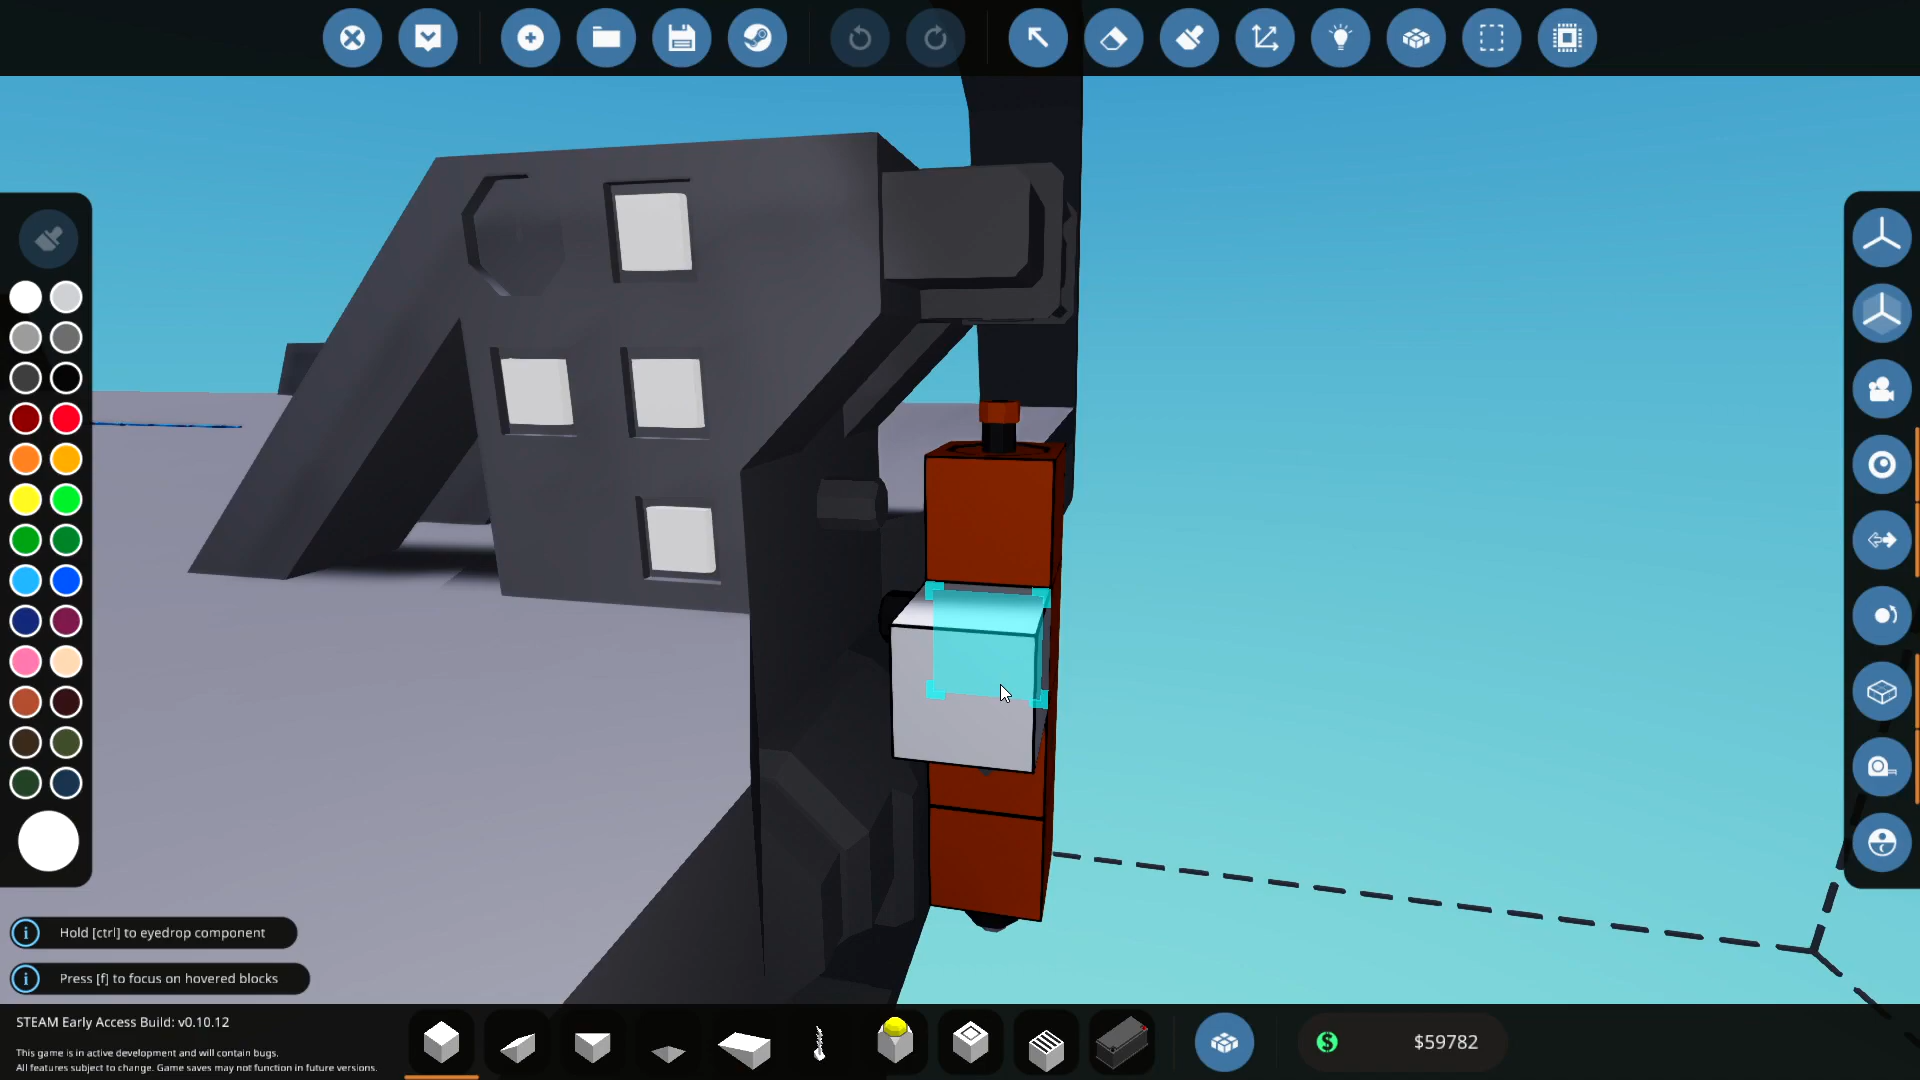 Hold [ctrl] to eyedrop component
Press [f] to focus on hovered blocks
STEAM Early Access Build: v0.10.12
This game is in active development and will contain bugs.
All features subject to change. Game saves may not function in future versions.
$59782